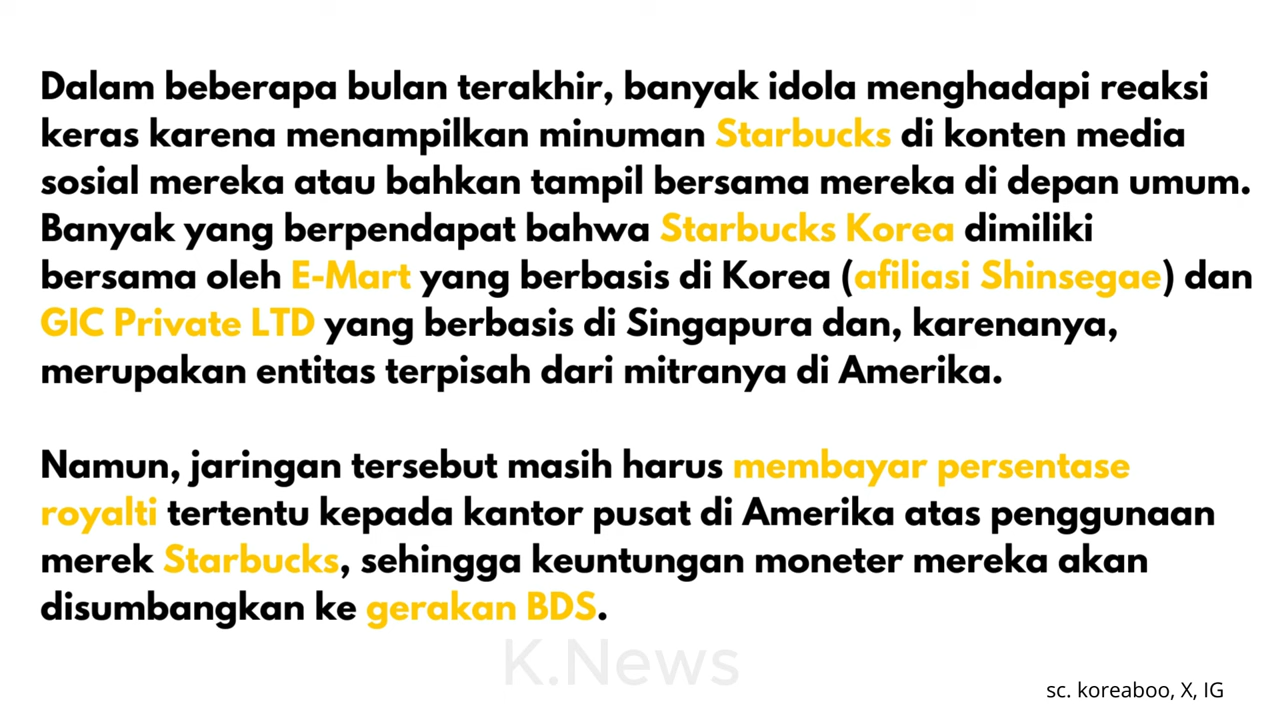 Dalam beberapa bulan terakhir, banyak idola menghadapi reaksi
keras karena menampilkan minuman Starbucks di konten media
sosial mereka atau bahkan tampil bersama mereka di depan umum.
Banyak yang berpendapat bahwa Starbucks Korea dimiliki
bersama oleh E-Mart yang berbasis di Korea (afiliasi Shinsegae) dan
GIC Private LTD yang berbasis di Singapura dan, karenanya,
merupakan entitas terpisah dari mitranya di Amerika.
Namun, jaringan tersebut masih harus membayar persentase
royalti tertentu kepada kantor pusat di Amerika atas penggunaan
merek Starbucks, sehingga keuntungan moneter mereka akan
disumbangkan ke gerakan BDS.
K.News
sc. koreaboo, X, IG